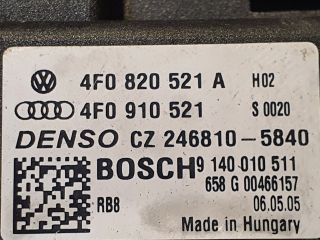 4F0 820 521 A H02
4F0 910 521 S 0020
DENSO CZ 246810-5840
BOSCH 9 140 010 511
658 G 00466157
RB8 06.05.05
Made in Hungary